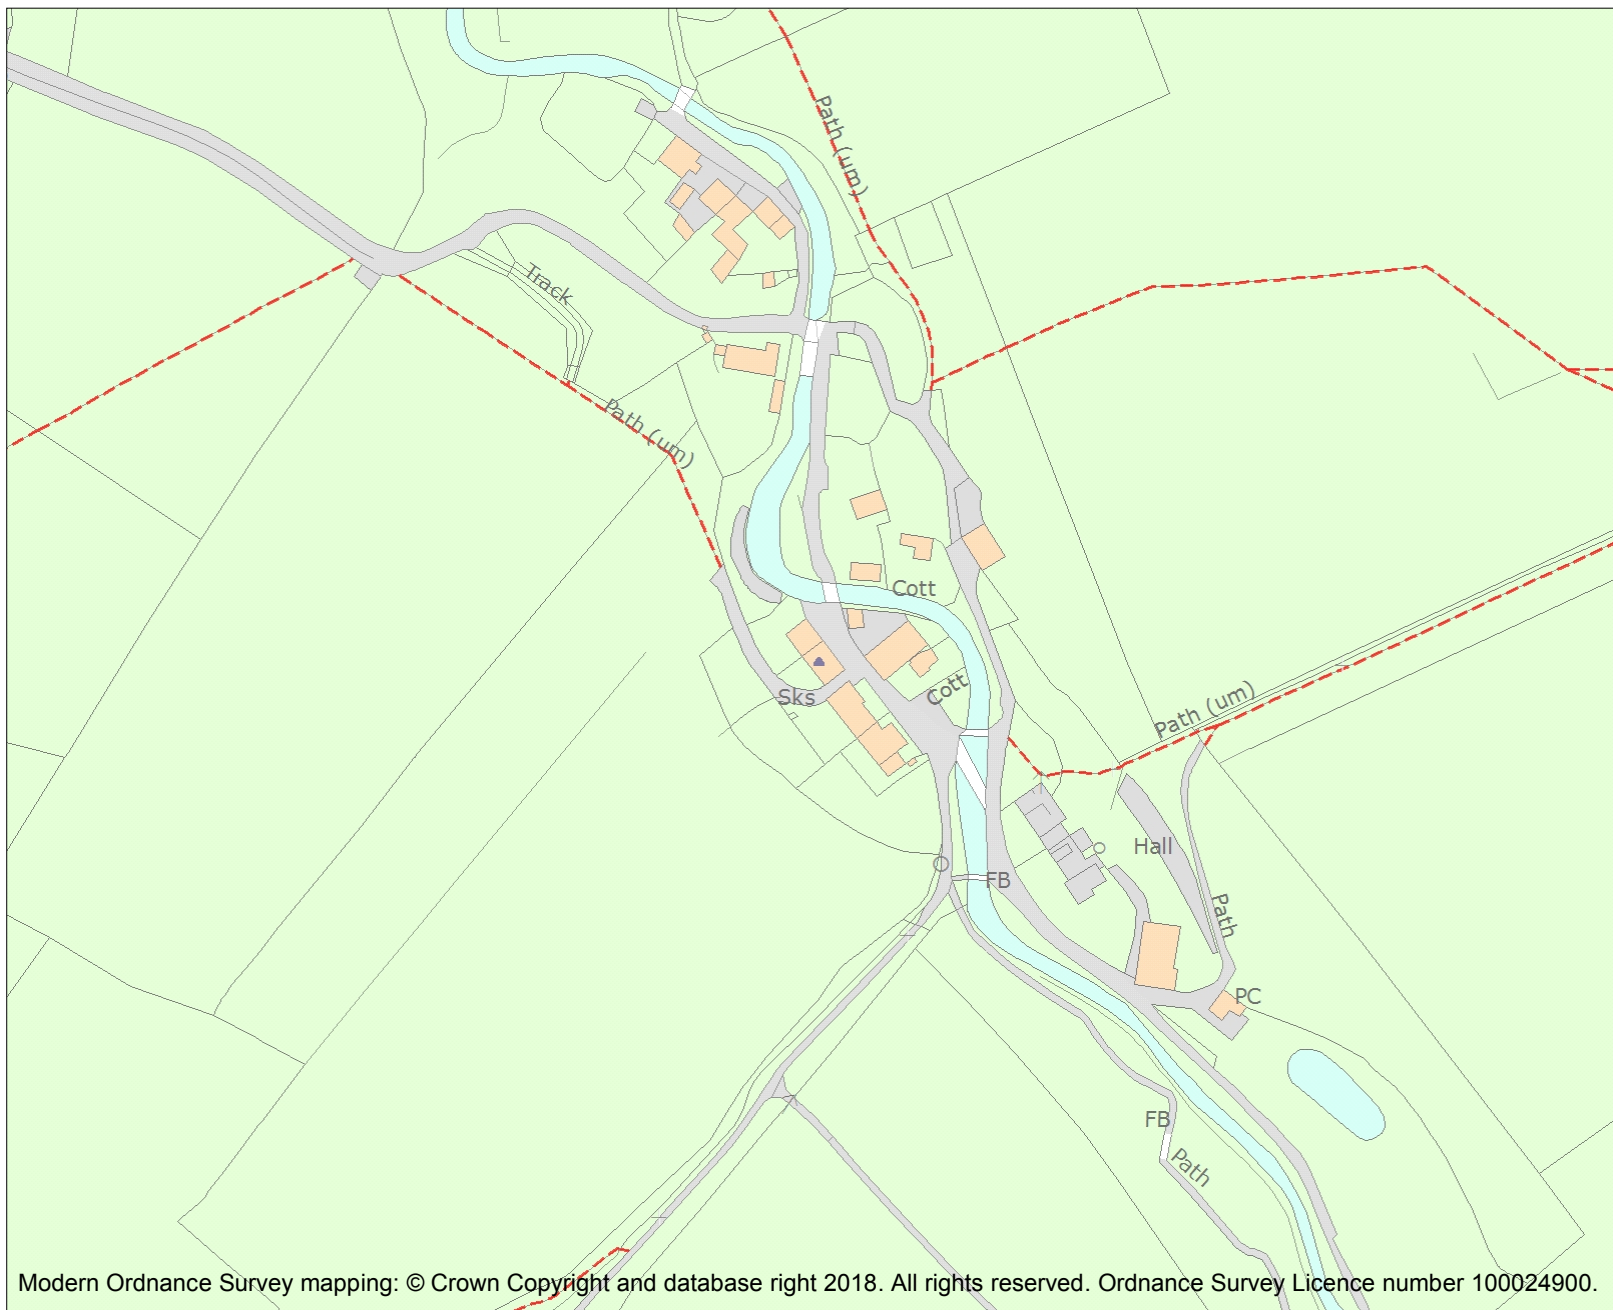 Path (um)
Track
Path (um)
Cott
Cott
Sks
Path (um)
Hall
FB
Path
PC
FB
Path
Modern Ordnance Survey mapping: © Crown Copyright and database right 2018. All rights reserved. Ordnance Survey Licence number 100024900.